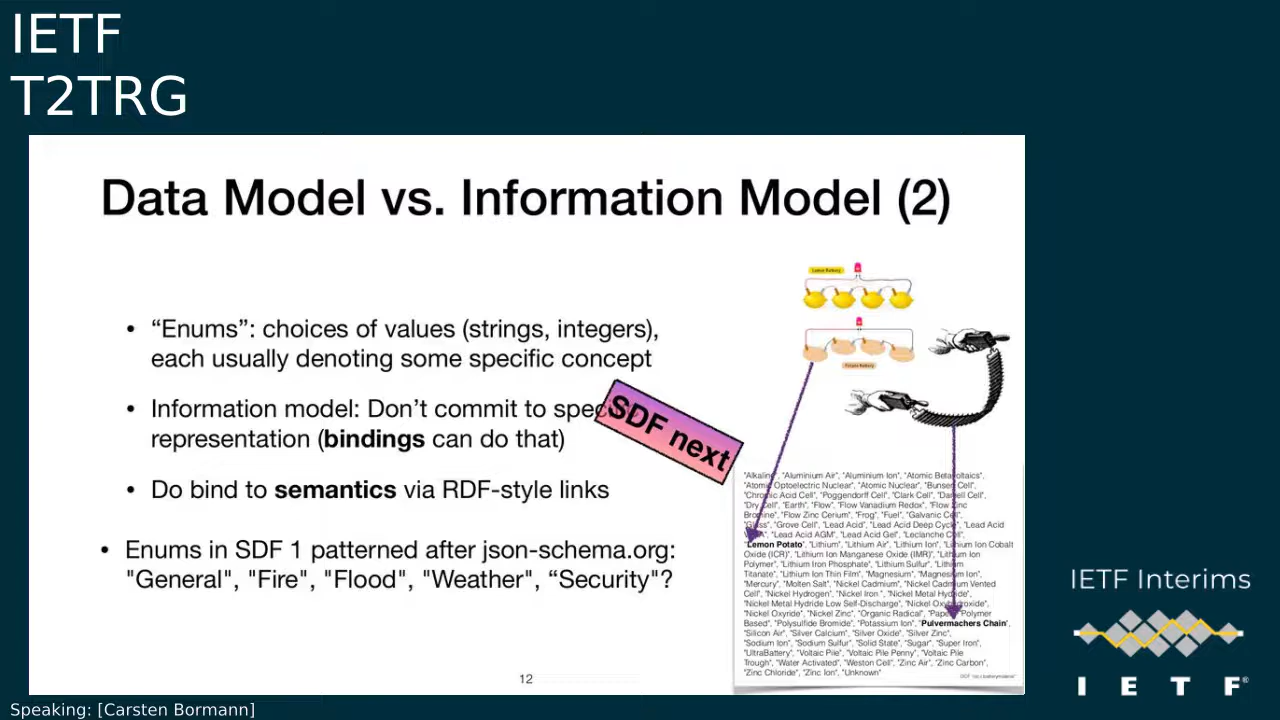 IETF
T2TRG
Data Model vs. Information Model (2)
• “Enums”: choices of values (strings, integers),
each usually denoting some specific concept
• Information model: Don’t commit to spec
representation (bindings can do that)
SDF next
• Do bind to semantics via RDF-style links
• Enums in SDF 1 patterned after json-schema.org:
"General", "Fire", "Flood", "Weather", “Security"?
Lemon Battery
Potato Battery
"Alkaline", "Aluminium Air", "Aluminium Ion", "Atomic Betavoltaics",
"Atomic Optoelectric Nuclear", "Atomic Nuclear", "Bunsen Cell",
"Chromic Acid Cell", "Poggendorff Cell", "Clark Cell", "Daniell Cell",
"Dry Cell", "Earth", "Flow", "Flow Vanadium Redox", "Flow Zinc
Bromine", "Flow Zinc Cerium", "Frog", "Fuel", "Galvanic Cell",
"Glass", "Grove Cell", "Lead Acid", "Lead Acid Deep Cycle", "Lead Acid
"Lead Acid AGM", "Lead Acid Gel", "Leclanche Cell",
"Lemon Potato", "Lithium", "Lithium Air", "Lithium Ion", "Lithium Ion Cobalt
Oxide (ICR)", "Lithium Ion Manganese Oxide (IMR)", "Lithium Ion
Polymer", "Lithium Iron Phosphate", "Lithium Sulfur", "Lithium
Titanate", "Lithium Ion Thin Film", "Magnesium", "Magnesium Ion",
"Mercury", "Molten Salt", "Nickel Cadmium", "Nickel Cadmium Vented
Cell", "Nickel Hydrogen", "Nickel Iron", "Nickel Metal Hydride",
"Nickel Metal Hydride Low Self-Discharge", "Nickel Oxyhydroxide",
"Nickel Oxyride", "Nickel Zinc", "Organic Radical", "Paper", "Polymer
Based", "Polysulfide Bromide", "Potassium Ion", "Pulvermachers Chain",
"Silicon Air", "Silver Calcium", "Silver Oxide", "Silver Zinc",
"Sodium Ion", "Sodium Sulfur", "Solid State", "Sugar", "Super Iron",
"UltraBattery", "Voltaic Pile", "Voltaic Pile Penny", "Voltaic Pile
Trough", "Water Activated", "Weston Cell", "Zinc Air", "Zinc Carbon",
"Zinc Chloride", "Zinc Ion", "Unknown"
12
IETF Interims
I E T F®
Speaking: [Carsten Bormann]